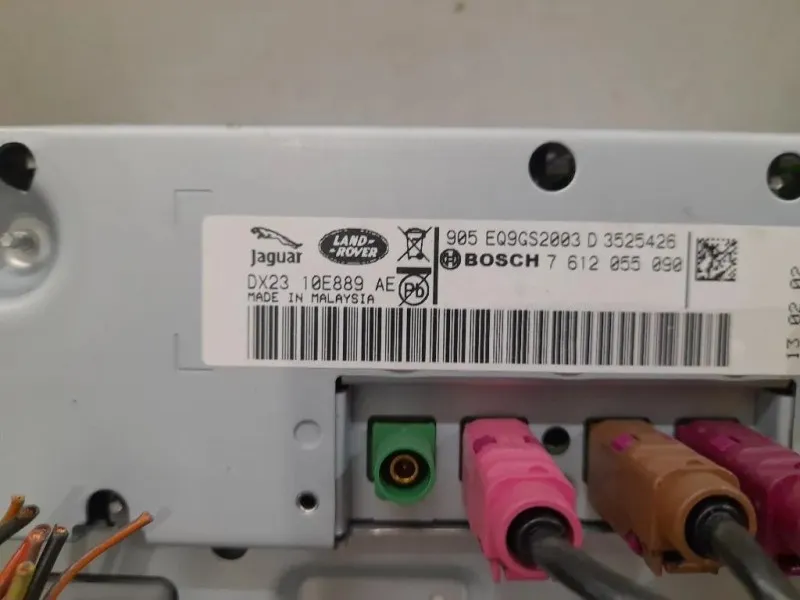 Jaguar
LAND-
-ROVER
DX23 10E889 AE
Pb
MADE IN MALAYSIA
905 EQ9GS2003 D 3525426
BOSCH 7 612 055 090
13 02 02